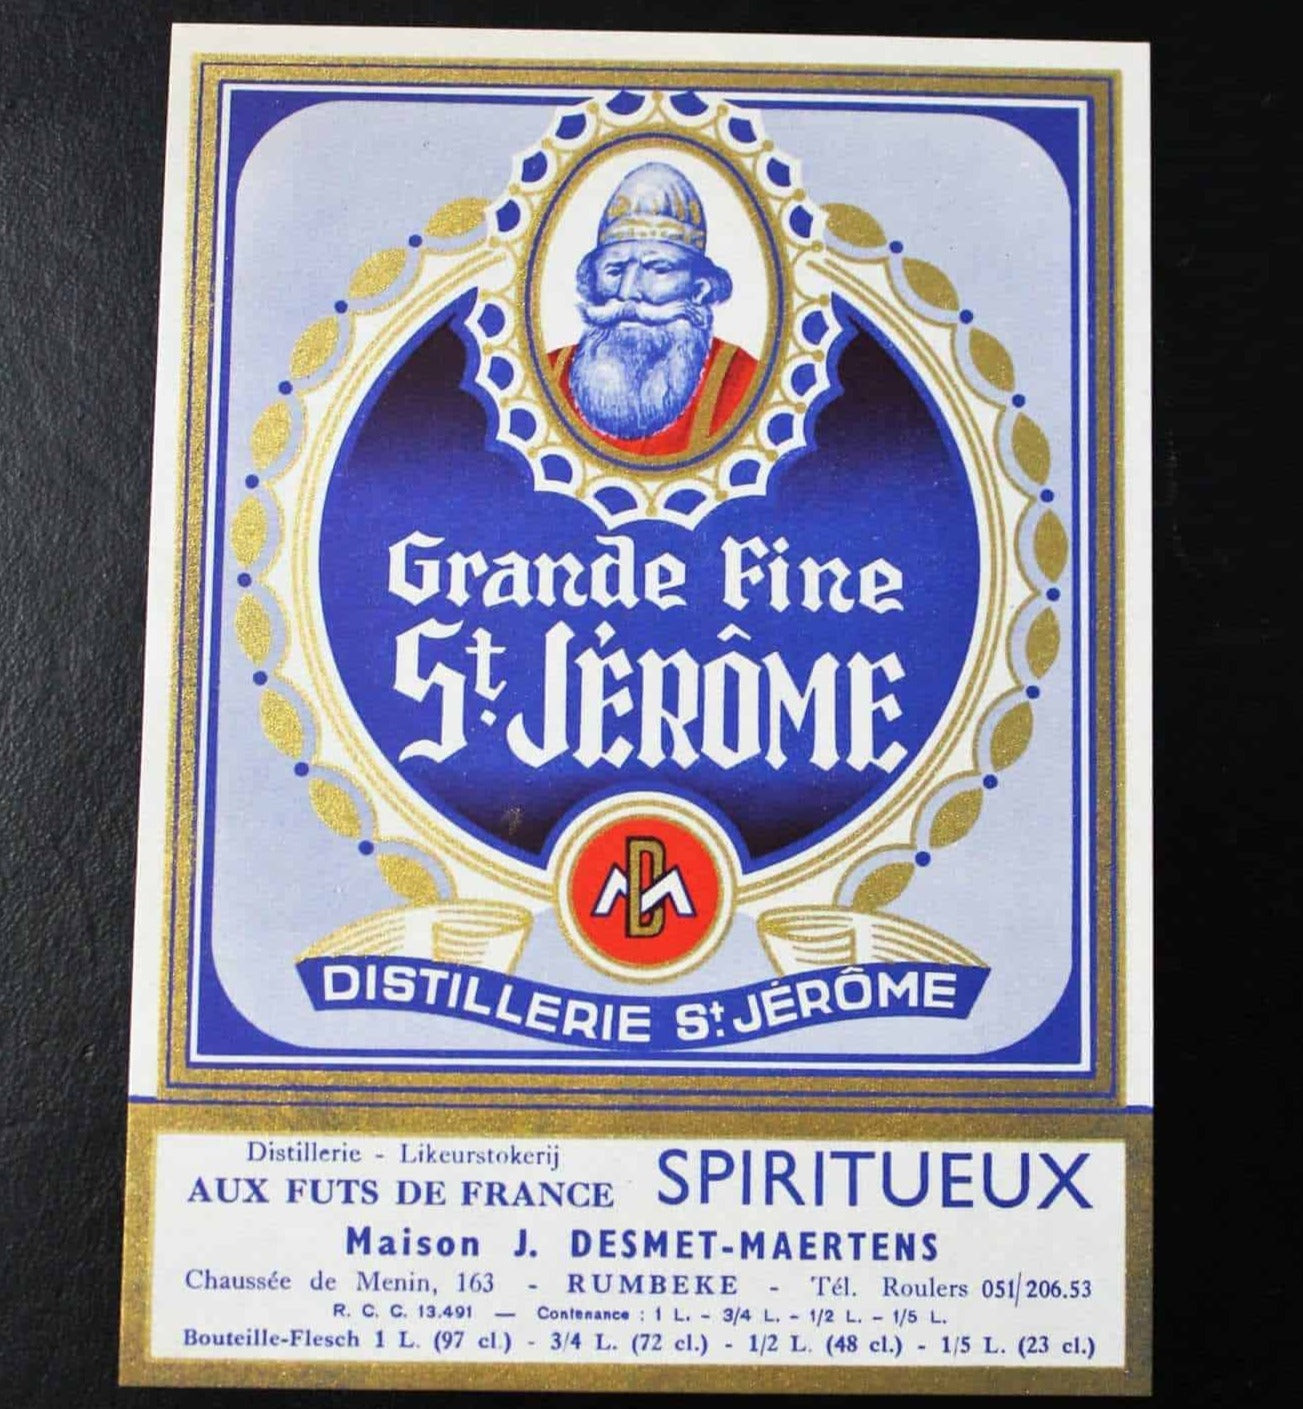 Grande Fine
St. JÉRÔME
DMB
DISTILLERIE St. JÉRÔME
Distillerie - Likeurstokerij
AUX FUTS DE FRANCE
SPIRITUEUX
Maison J. DESMET-MAERTENS
Chaussée de Menin, 163 - RUMBEKE - Tél. Roulers 051/206.53
R. C. C. 13.491 — Contenance : 1 L. - 3/4 L. - 1/2 L. - 1/5 L.
Bouteille-Flesch 1 L. (97 cl.) - 3/4 L. (72 cl.) - 1/2 L. (48 cl.) - 1/5 L. (23 cl.)